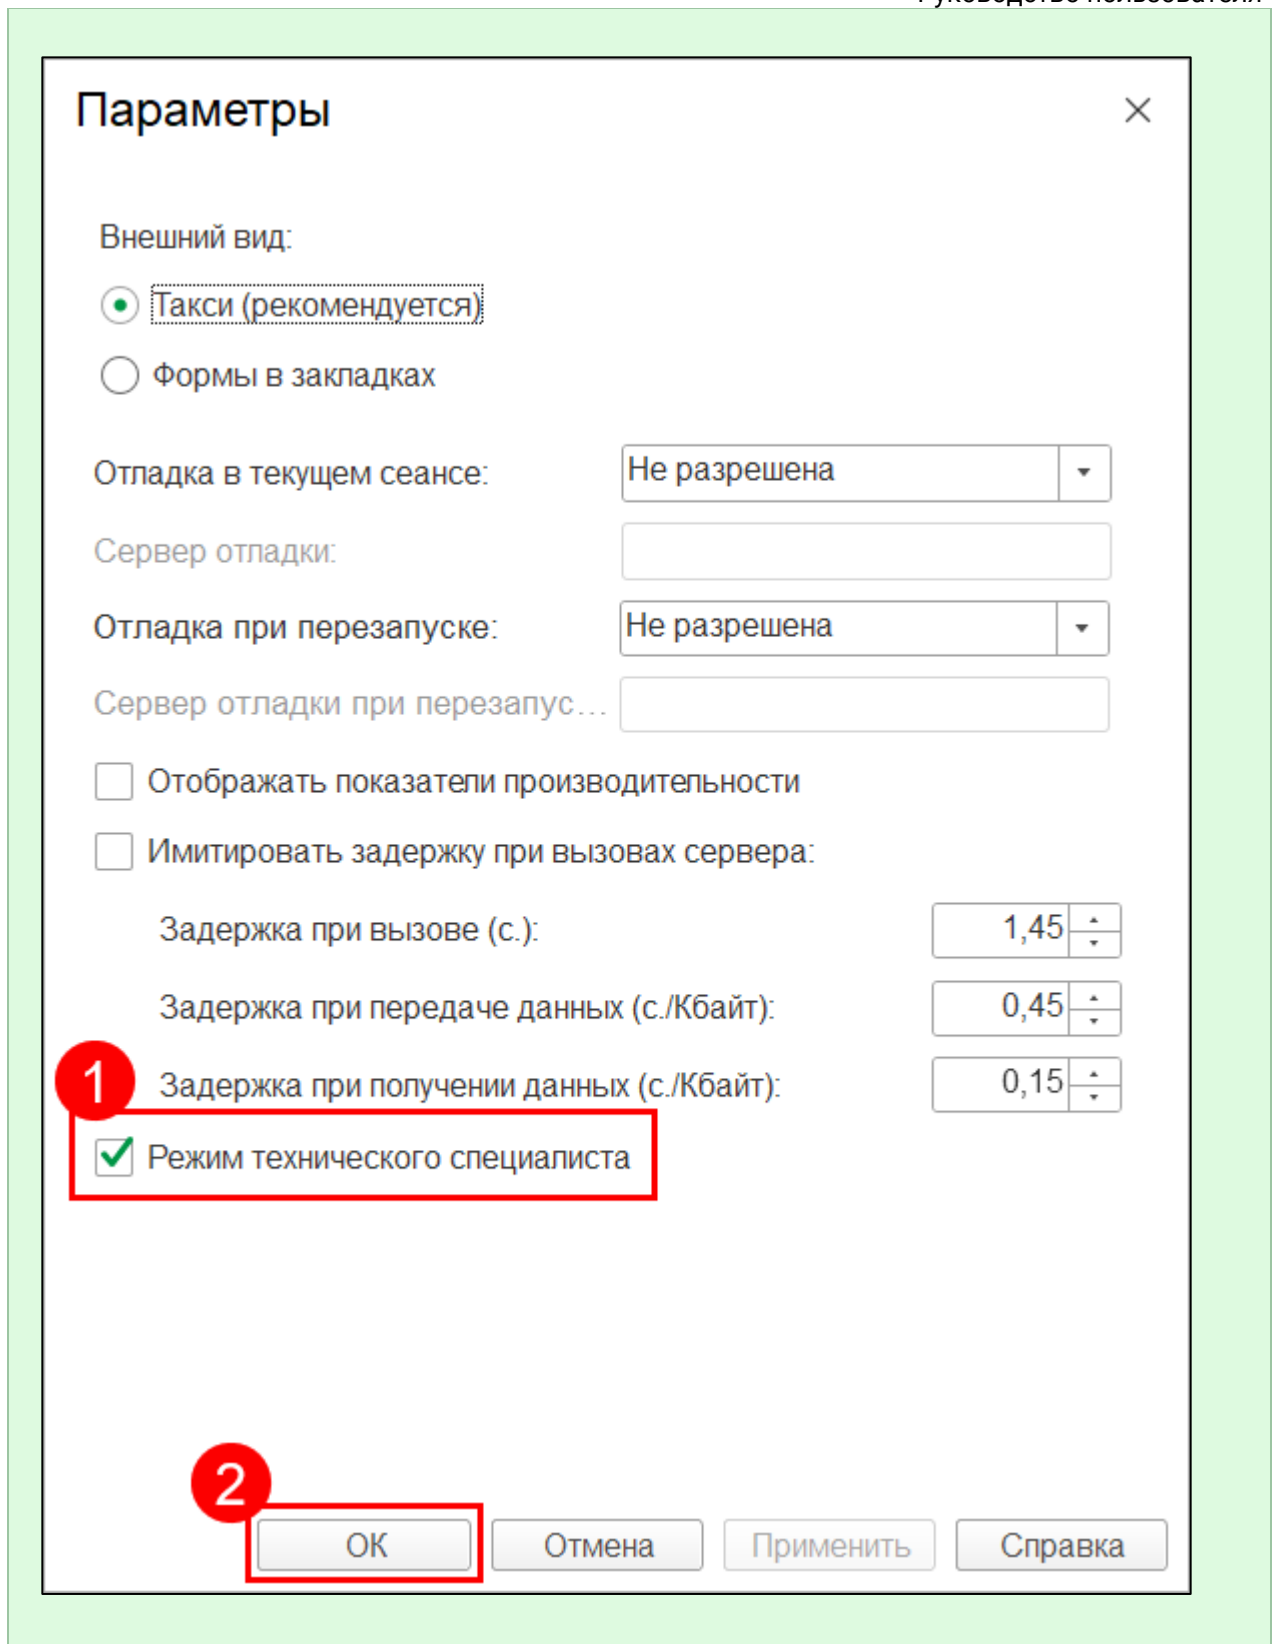 Руководство пользователя
Параметры
Внешний вид:
Такси (рекомендуется)
Формы в закладках
Отладка в текущем сеансе: Не разрешена
Сервер отладки:
Отладка при перезапуске: Не разрешена
Сервер отладки при перезапус...
Отображать показатели производительности
Имитировать задержку при вызовах сервера:
Задержка при вызове (с.): 1,45
Задержка при передаче данных (с./Кбайт): 0,45
1
Задержка при получении данных (с./Кбайт): 0,15
Режим технического специалиста
2
ОК Отмена Применить Справка